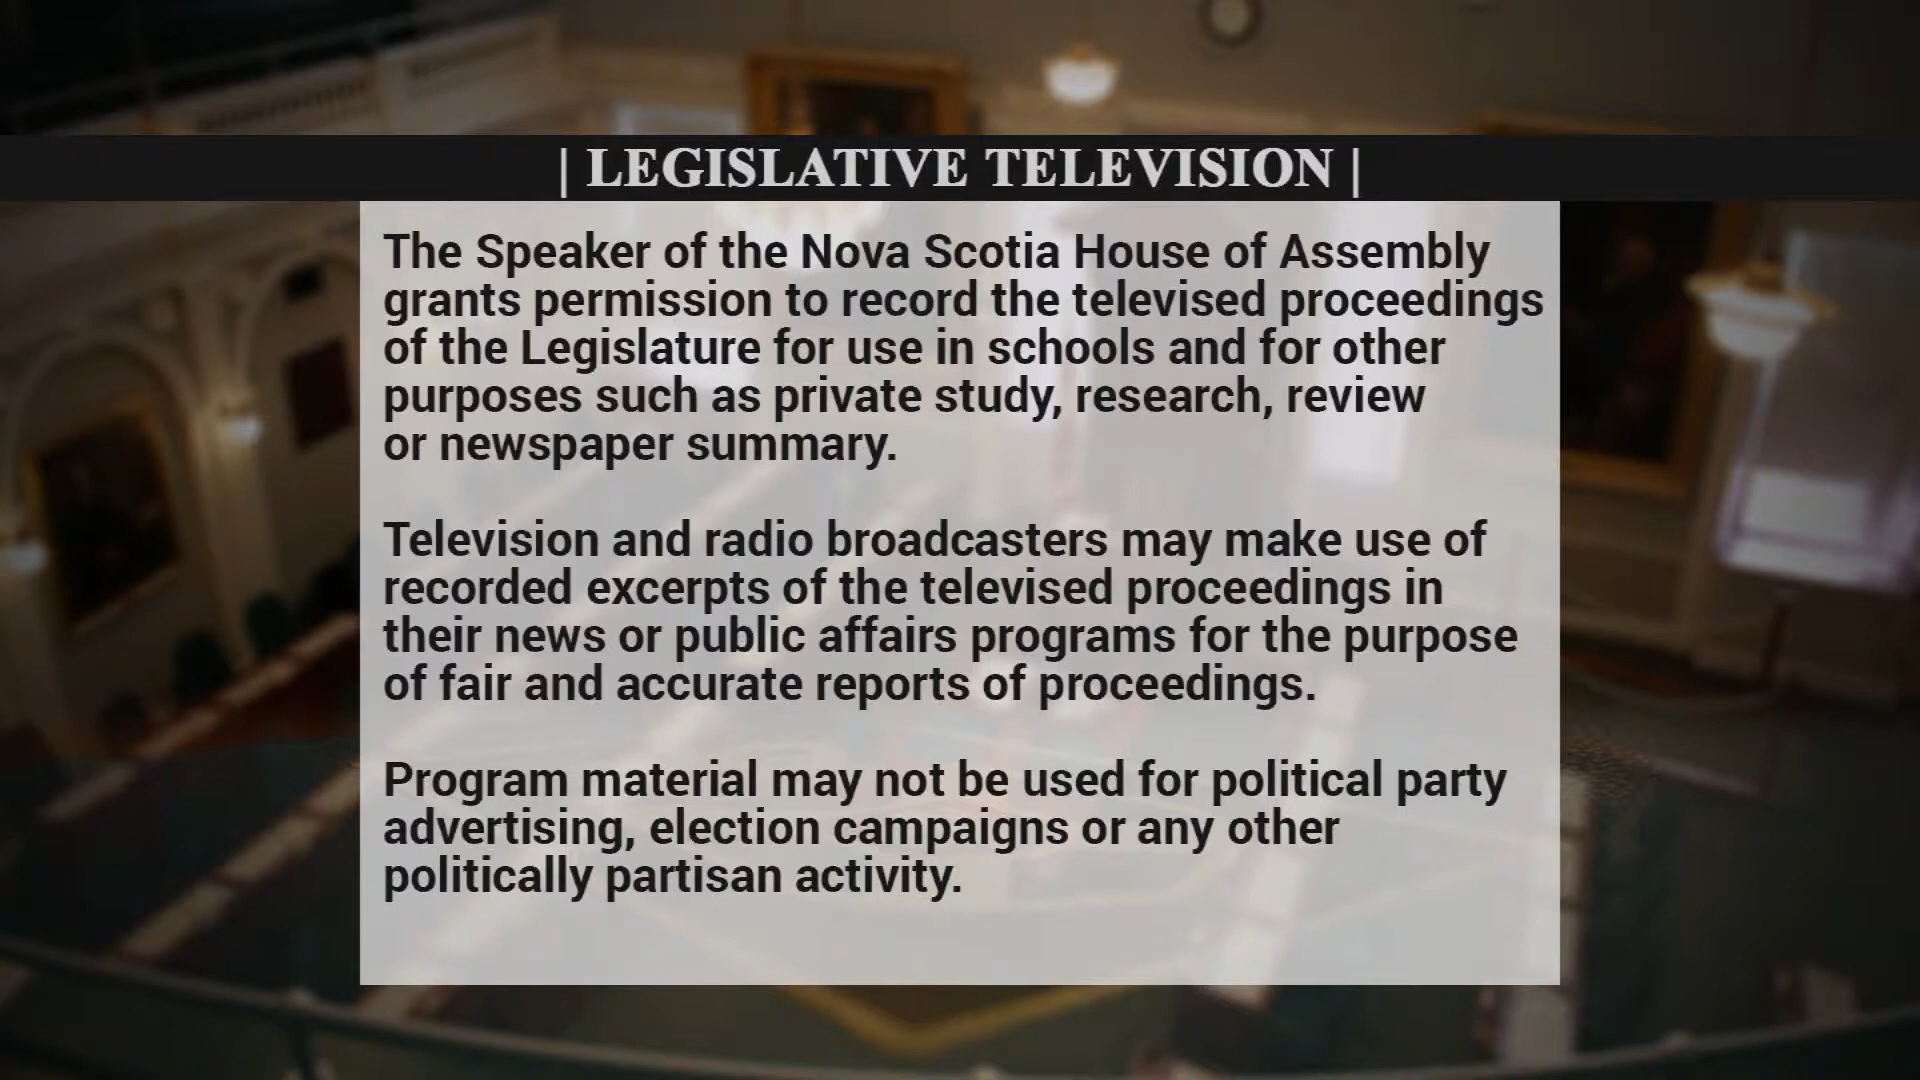 | LEGISLATIVE TELEVISION |
The Speaker of the Nova Scotia House of Assembly
grants permission to record the televised proceedings
of the Legislature for use in schools and for other
purposes such as private study, research, review
or newspaper summary.
Television and radio broadcasters may make use of
recorded excerpts of the televised proceedings in
their news or public affairs programs for the purpose
of fair and accurate reports of proceedings.
Program material may not be used for political party
advertising, election campaigns or any other
politically partisan activity.